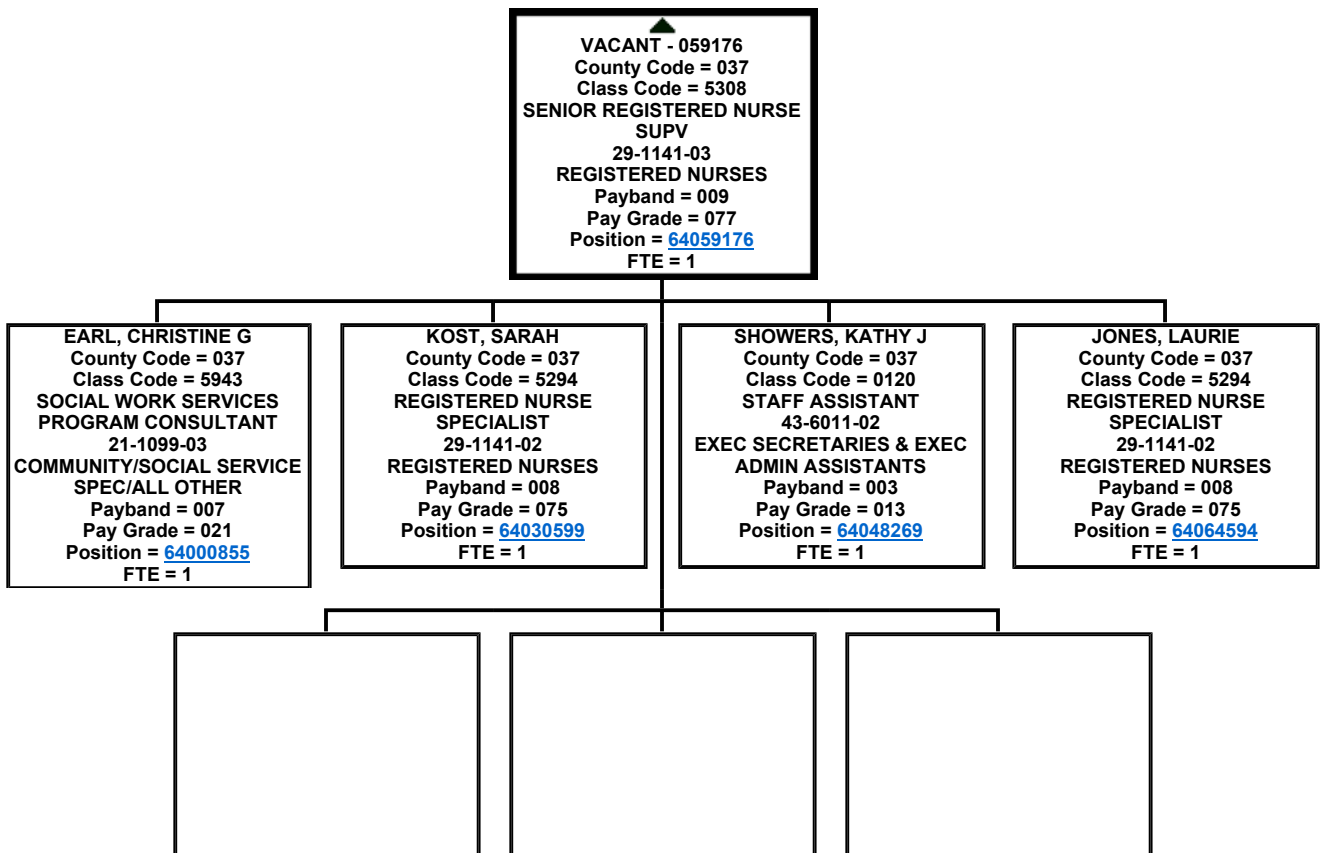 VACANT - 059176
County Code = 037
Class Code = 5308
SENIOR REGISTERED NURSE
SUPV
29-1141-03
REGISTERED NURSES
Payband = 009
Pay Grade = 077
Position = 64059176
FTE = 1
EARL, CHRISTINE G
County Code = 037
Class Code = 5943
SOCIAL WORK SERVICES
PROGRAM CONSULTANT
21-1099-03
COMMUNITY/SOCIAL SERVICE
SPEC/ALL OTHER
Payband = 007
Pay Grade = 021
Position = 64000855
FTE = 1
KOST, SARAH
County Code = 037
Class Code = 5294
REGISTERED NURSE
SPECIALIST
29-1141-02
REGISTERED NURSES
Payband = 008
Pay Grade = 075
Position = 64030599
FTE = 1
SHOWERS, KATHY J
County Code = 037
Class Code = 0120
STAFF ASSISTANT
43-6011-02
EXEC SECRETARIES & EXEC
ADMIN ASSISTANTS
Payband = 003
Pay Grade = 013
Position = 64048269
FTE = 1
JONES, LAURIE
County Code = 037
Class Code = 5294
REGISTERED NURSE
SPECIALIST
29-1141-02
REGISTERED NURSES
Payband = 008
Pay Grade = 075
Position = 64064594
FTE = 1